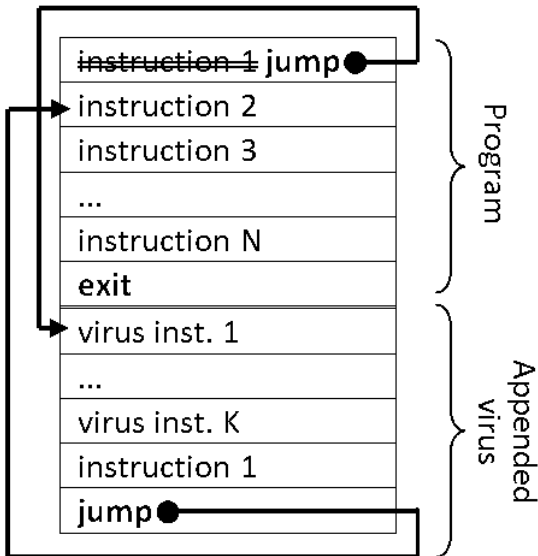 instruction 1 jump
instruction 2
instruction 3
...
instruction N
exit
virus inst. 1
...
virus inst. K
instruction 1
jump
Program
Appended
virus